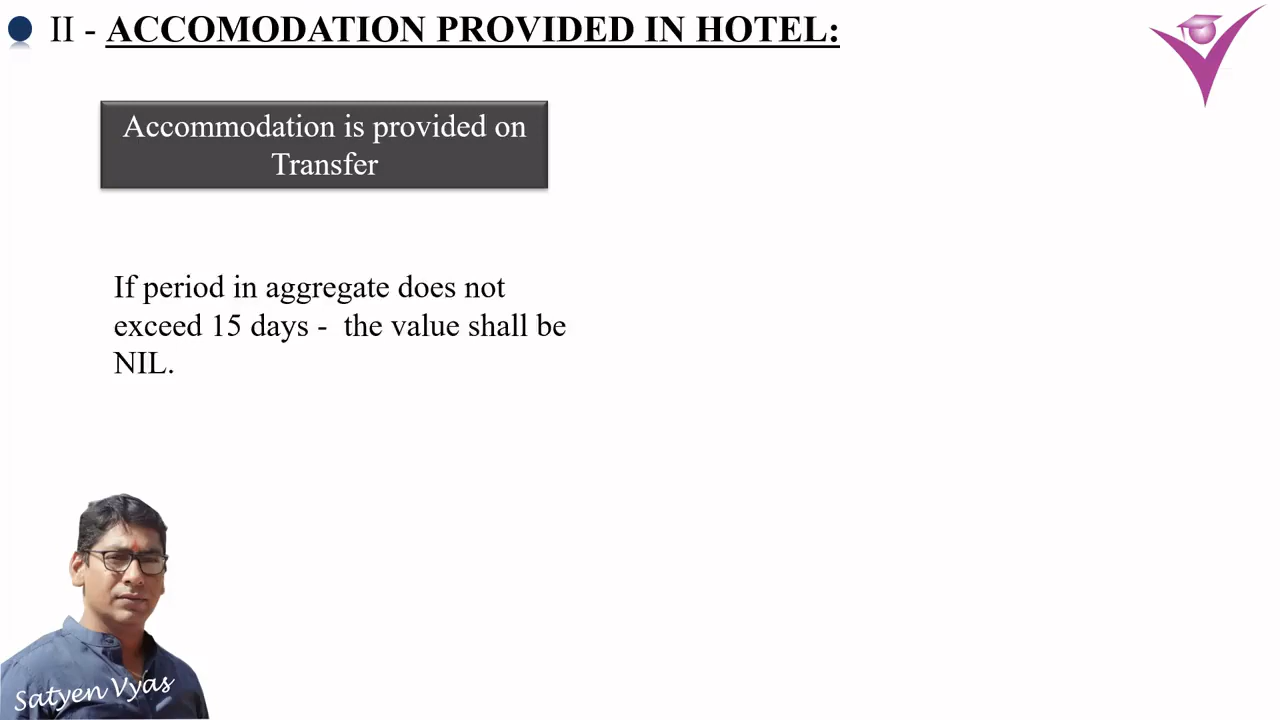 II - ACCOMODATION PROVIDED IN HOTEL:
Accommodation is provided on
Transfer
If period in aggregate does not
exceed 15 days - the value shall be
NIL.
Satyen Vyas